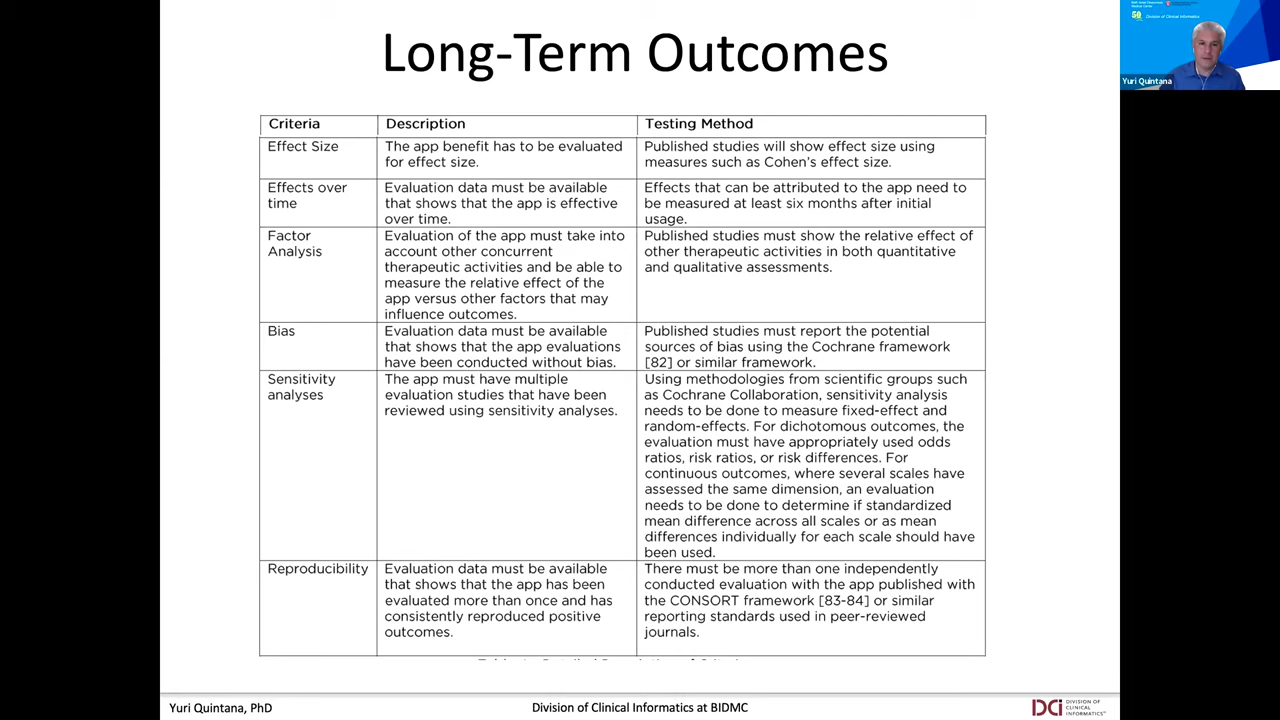 Long-Term Outcomes
Criteria
Description
Testing Method
Effect Size
The app benefit has to be evaluated
for effect size.
Published studies will show effect size using
measures such as Cohen's effect size.
Effects over
time
Evaluation data must be available
that shows that the app is effective
over time.
Effects that can be attributed to the app need to
be measured at least six months after initial
usage.
Factor
Analysis
Evaluation of the app must take into
account other concurrent
therapeutic activities and be able to
measure the relative effect of the
app versus other factors that may
influence outcomes.
Published studies must show the relative effect of
other therapeutic activities in both quantitative
and qualitative assessments.
Bias
Evaluation data must be available
that shows that the app evaluations
have been conducted without bias.
Published studies must report the potential
sources of bias using the Cochrane framework
[82] or similar framework.
Sensitivity
analyses
The app must have multiple
evaluation studies that have been
reviewed using sensitivity analyses.
Using methodologies from scientific groups such
as Cochrane Collaboration, sensitivity analysis
needs to be done to measure fixed-effect and
random-effects. For dichotomous outcomes, the
evaluation must have appropriately used odds
ratios, risk ratios, or risk differences. For
continuous outcomes, where several scales have
assessed the same dimension, an evaluation
needs to be done to determine if standardized
mean difference across all scales or as mean
differences individually for each scale should have
been used.
Reproducibility
Evaluation data must be available
that shows that the app has been
evaluated more than once and has
consistently reproduced positive
outcomes.
There must be more than one independently
conducted evaluation with the app published with
the CONSORT framework [83-84] or similar
reporting standards used in peer-reviewed
journals.
Yuri Quintana, PhD
Division of Clinical Informatics at BIDMC
DCi
DIVISION OF
CLINICAL
INFORMATICS
50
Division of Clinical Informatics
Yuri Quintana